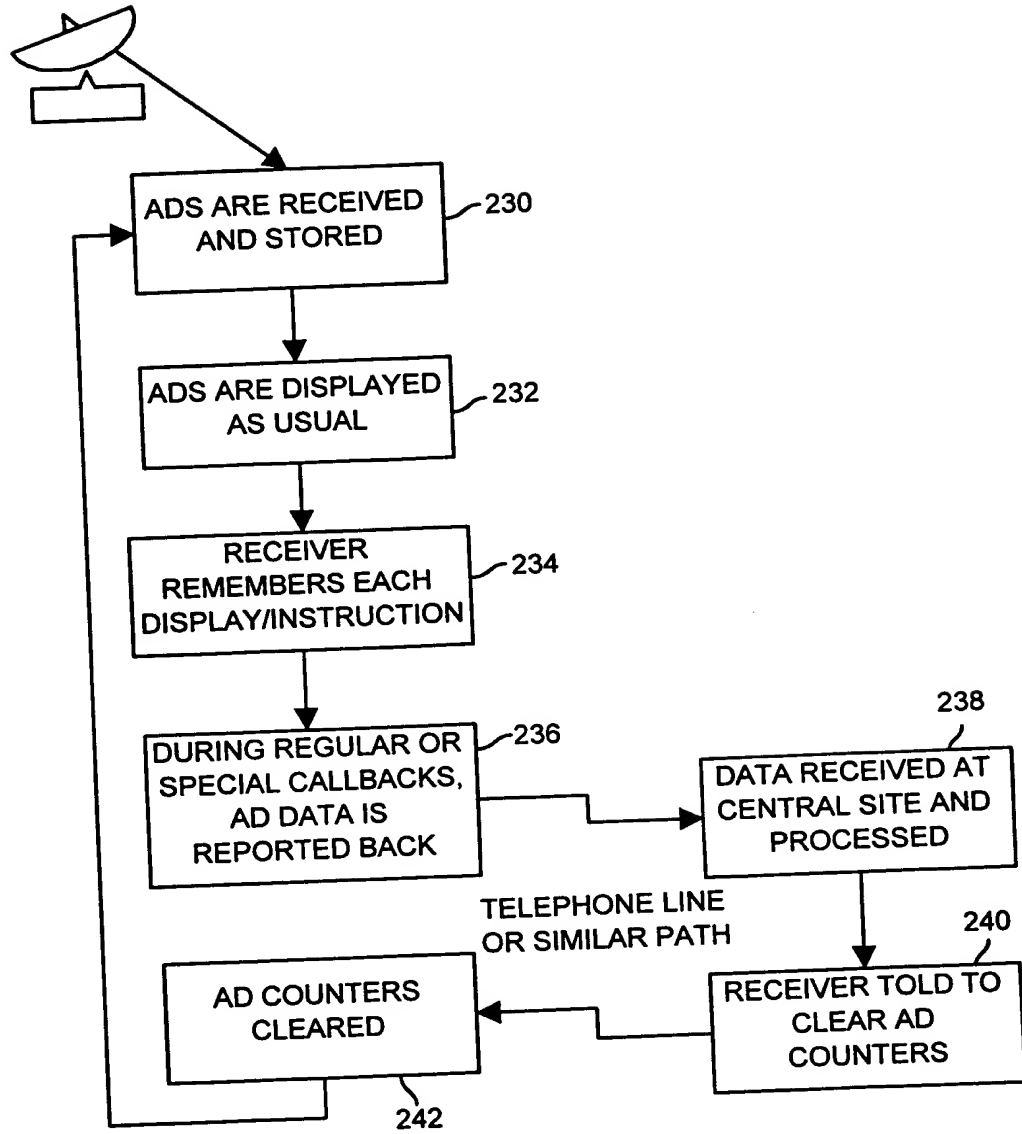 ADS ARE RECEIVED
AND STORED
230
ADS ARE DISPLAYED
AS USUAL
232
RECEIVER
REMEMBERS EACH
DISPLAY/INSTRUCTION
234
DURING REGULAR OR
SPECIAL CALLBACKS,
AD DATA IS
REPORTED BACK
236
238
DATA RECEIVED AT
CENTRAL SITE AND
PROCESSED
TELEPHONE LINE
OR SIMILAR PATH
240
RECEIVER TOLD TO
CLEAR AD
COUNTERS
AD COUNTERS
CLEARED
242